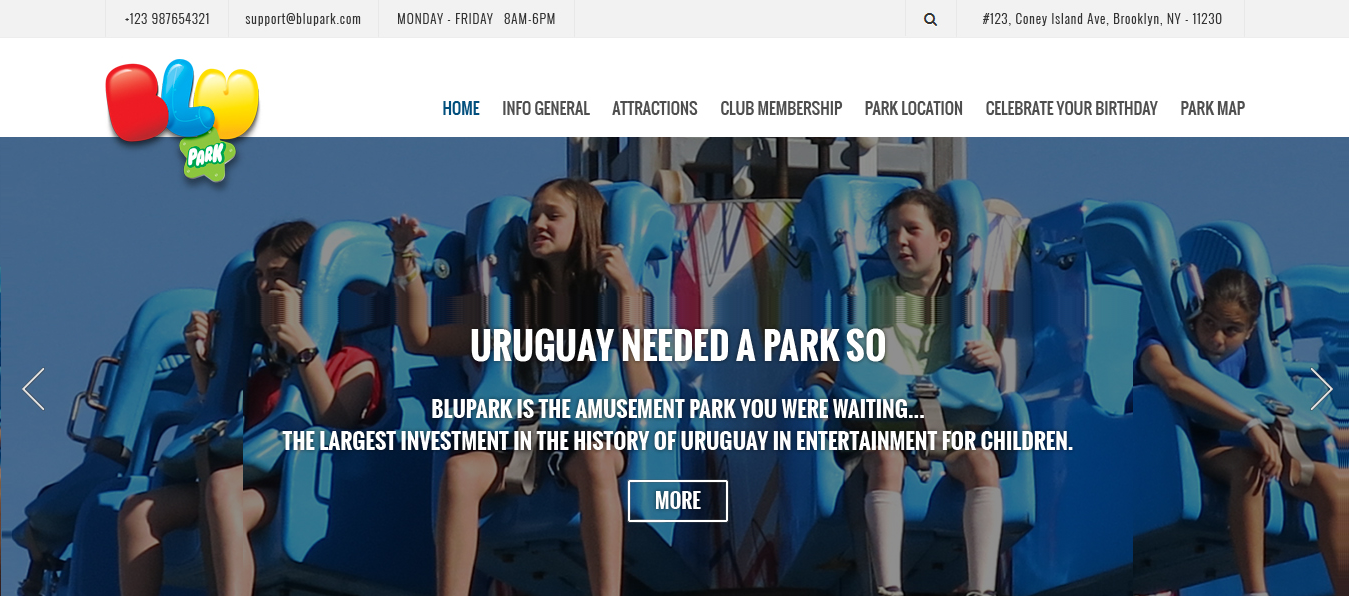 +123 987654321
support@blupark.com
MONDAY - FRIDAY 8AM-6PM
#123, Coney Island Ave, Brooklyn, NY - 11230
BLU
PARK
HOME
INFO GENERAL
ATTRACTIONS
CLUB MEMBERSHIP
PARK LOCATION
CELEBRATE YOUR BIRTHDAY
PARK MAP
URUGUAY NEEDED A PARK SO
BLUPARK IS THE AMUSEMENT PARK YOU WERE WAITING...
THE LARGEST INVESTMENT IN THE HISTORY OF URUGUAY IN ENTERTAINMENT FOR CHILDREN.
MORE